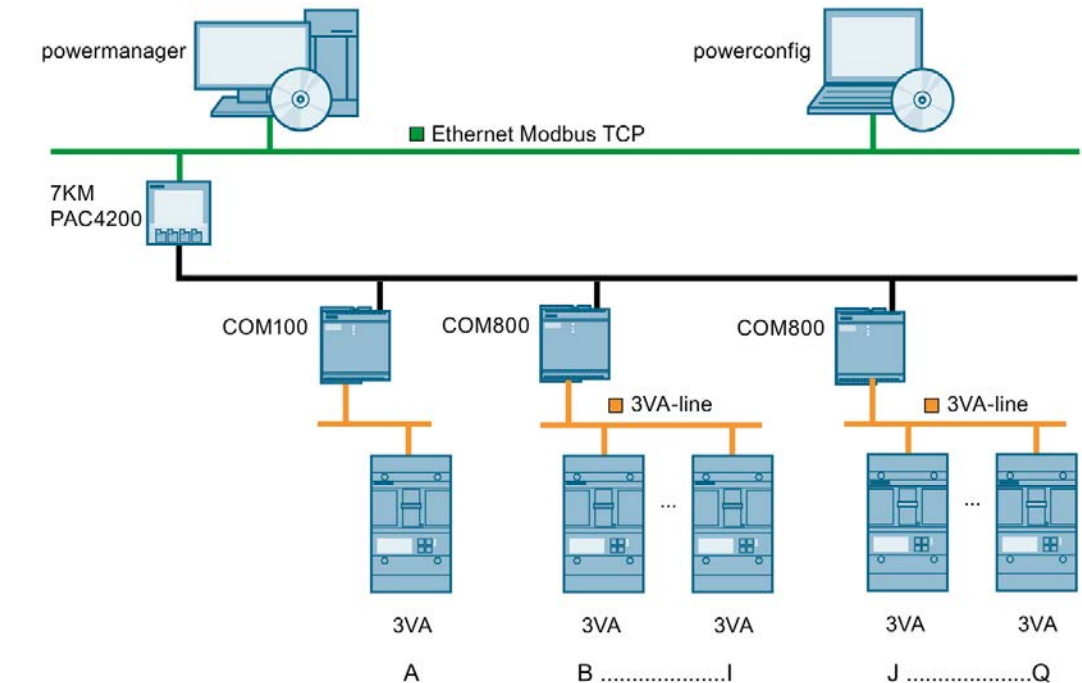 powermanager
powerconfig
Ethernet Modbus TCP
7KM
PAC4200
COM100
COM800
COM800
3VA-line
3VA-line
...
...
3VA
3VA
3VA
3VA
3VA
A
B ....................I
J ....................Q